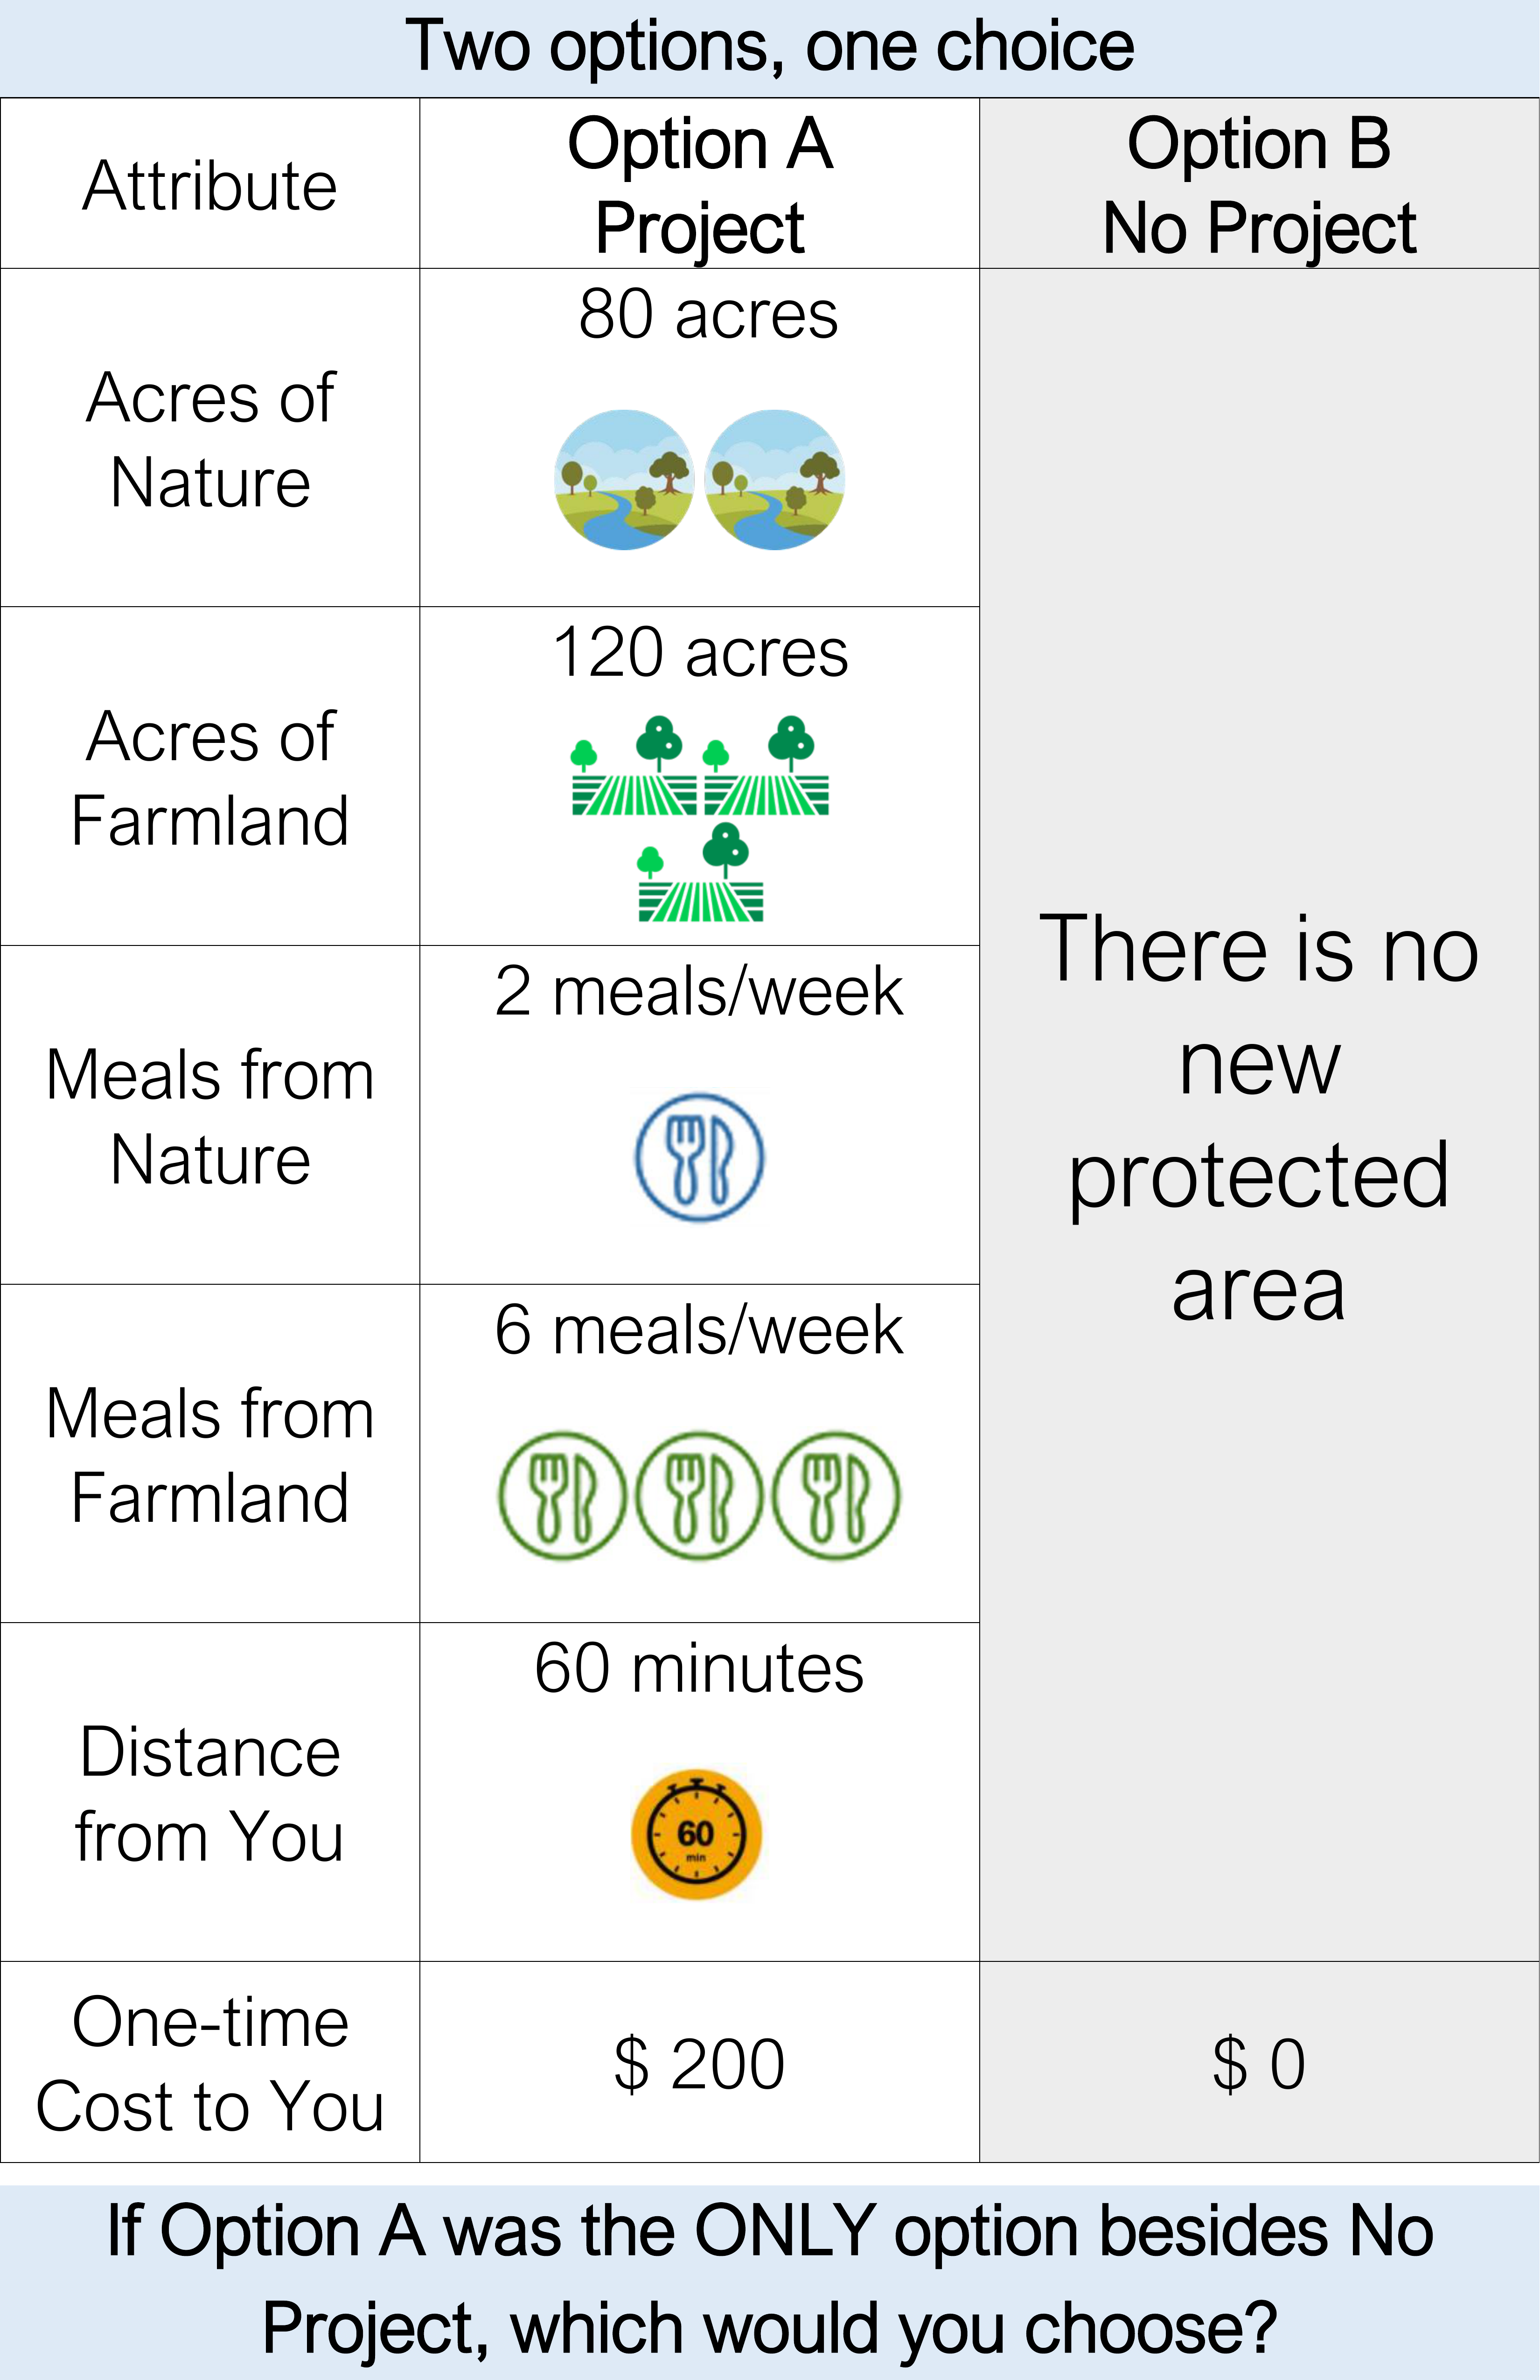 Two options, one choice
Attribute
Option A
Project
Option B
No Project
Acres of
Nature
80 acres
Acres of
Farmland
120 acres
Meals from
Nature
2 meals/week
Meals from
Farmland
6 meals/week
Distance
from You
60 minutes
60
min
There is no
new
protected
area
One-time
Cost to You
$ 200
$ 0
If Option A was the ONLY option besides No
Project, which would you choose?